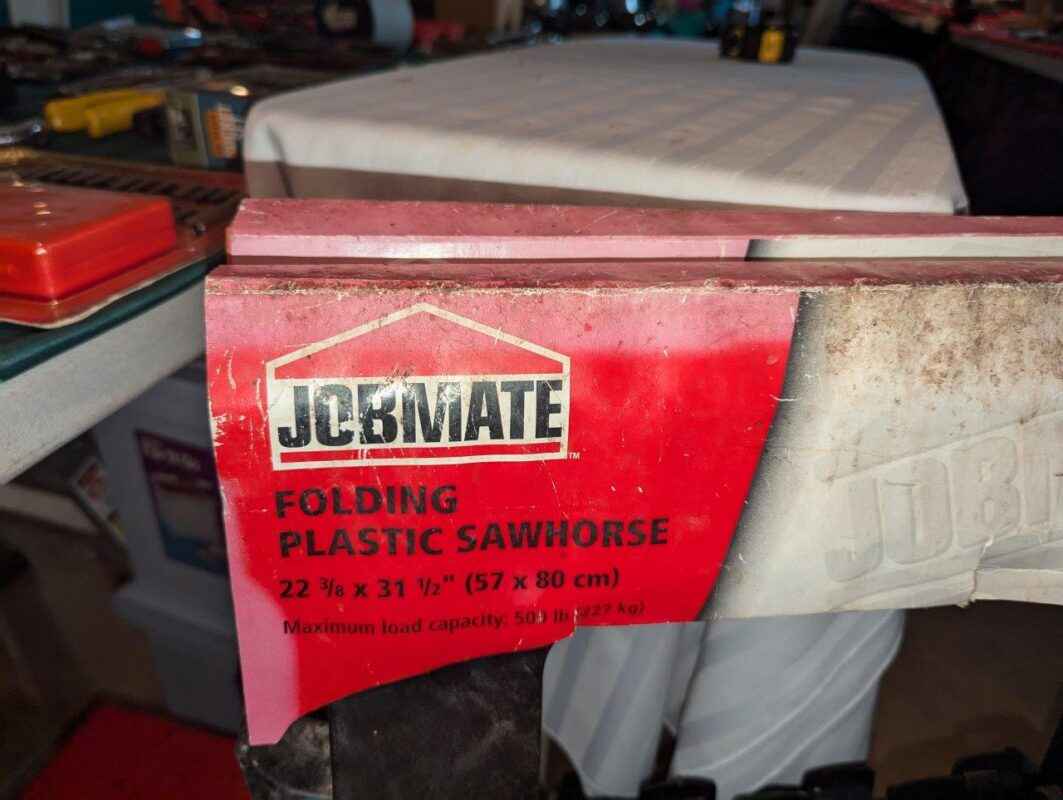 JOBMATE
TM
FOLDING
PLASTIC SAWHORSE
22 3/8 x 31 1/2" (57 x 80 cm)
Maximum load capacity: 500 lb (227 kg)